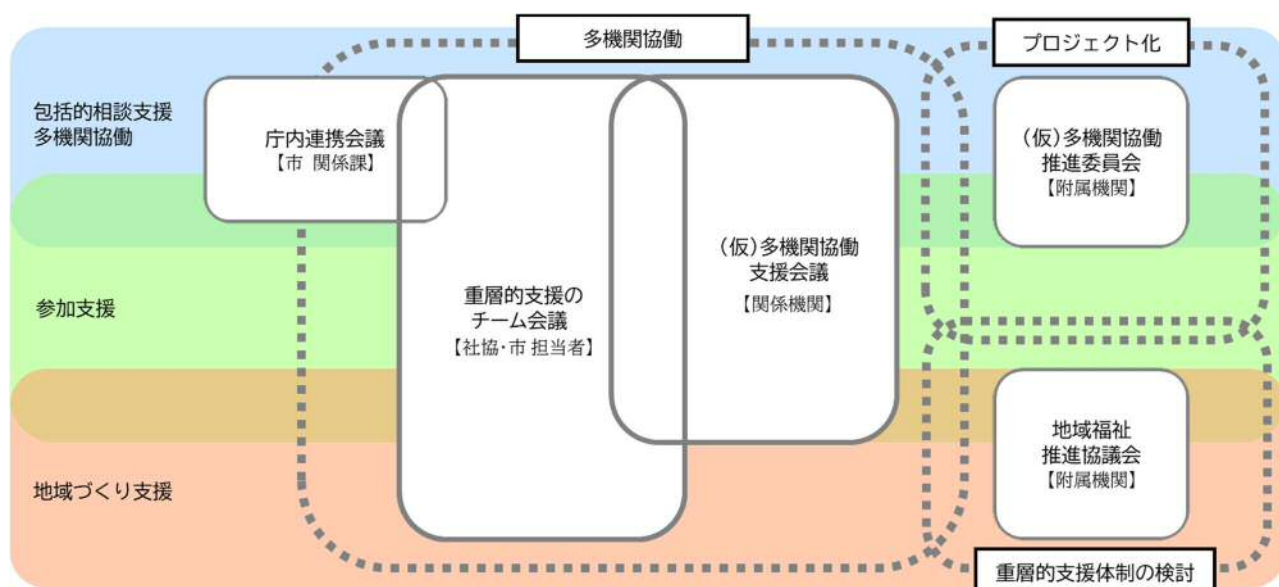 多機関協働
プロジェクト化
包括的相談支援
多機関協働
庁内連携会議
【市 関係課】
(仮)多機関協働
推進委員会
【附属機関】
(仮)多機関協働
支援会議
【関係機関】
重層的支援の
チーム会議
【社協・市 担当者】
参加支援
地域福祉
推進協議会
【附属機関】
地域づくり支援
重層的支援体制の検討